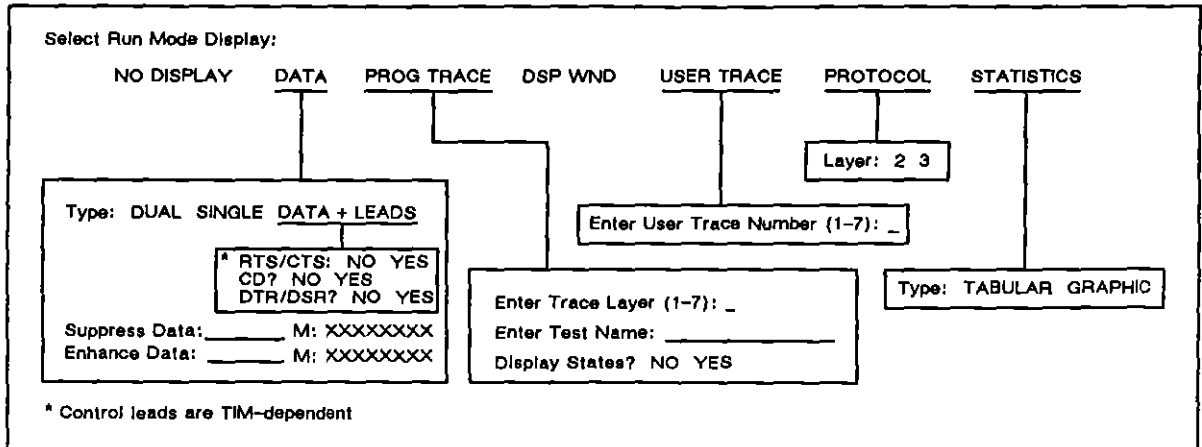 Select Run Mode Display:
NO DISPLAY DATA PROG TRACE DSP WND USER TRACE PROTOCOL STATISTICS
Layer: 2 3
Type: DUAL SINGLE DATA + LEADS
* RTS/CTS: NO YES
CD? NO YES
DTR/DSR? NO YES
Suppress Data:________ M: XXXXXXXX
Enhance Data: ________ M: XXXXXXXX
Enter User Trace Number (1-7): _
Enter Trace Layer (1-7): _
Enter Test Name: ________________
Display States? NO YES
Type: TABULAR GRAPHIC
* Control leads are TIM-dependent